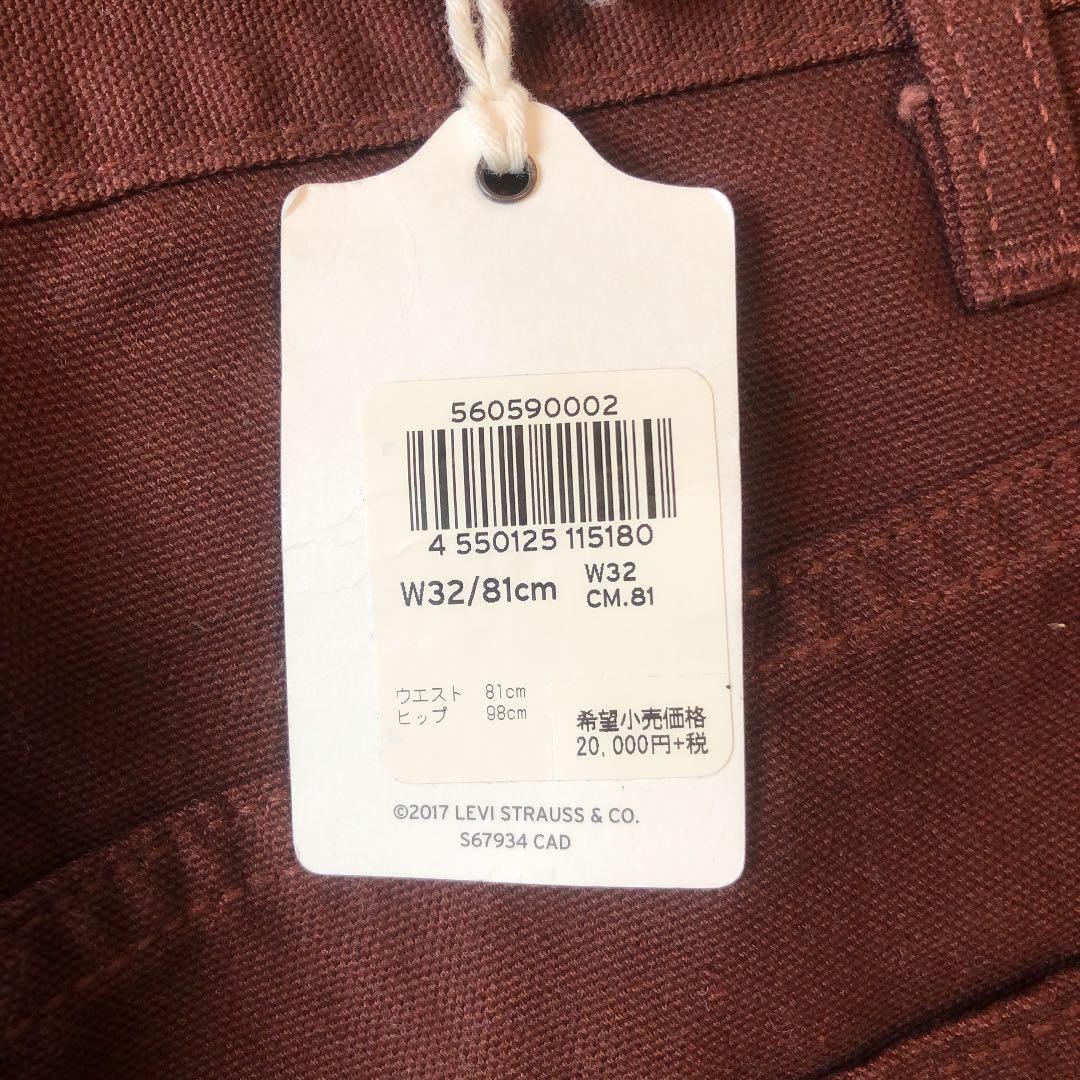 560590002
4 550125 115180
W32/81cm
W32
CM.81
ウエスト 81cm
ヒップ 98cm
希望小売価格
20,000円+税
©2017 LEVI STRAUSS & CO.
S67934 CAD